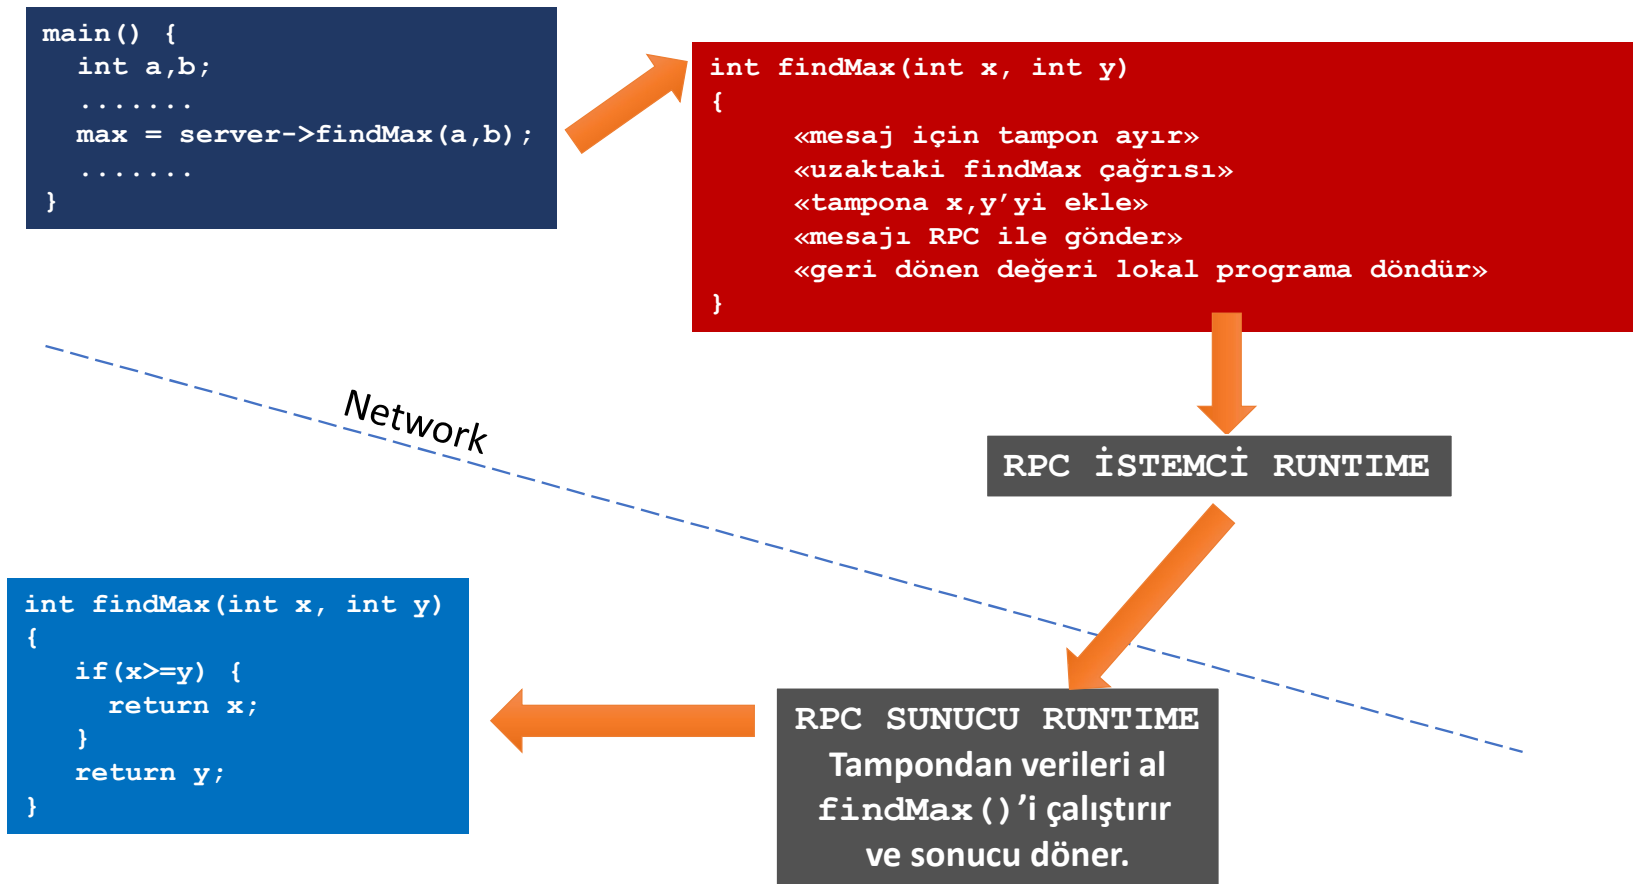 main() {
int a,b;
.......
max = server->findMax(a,b);
.......
}
int findMax(int x, int y)
{
«mesaj için tampon ayır»
«uzaktaki findMax çağrısı»
«tampona x,y’yi ekle»
«mesajı RPC ile gönder»
«geri dönen değeri lokal programa döndür»
}
Network
RPC İSTEMCİ RUNTIME
int findMax(int x, int y)
{
if(x>=y) {
return x;
}
return y;
}
RPC SUNUCU RUNTIME
Tampondan verileri al
findMax()’i çalıştırır
ve sonucu döner.